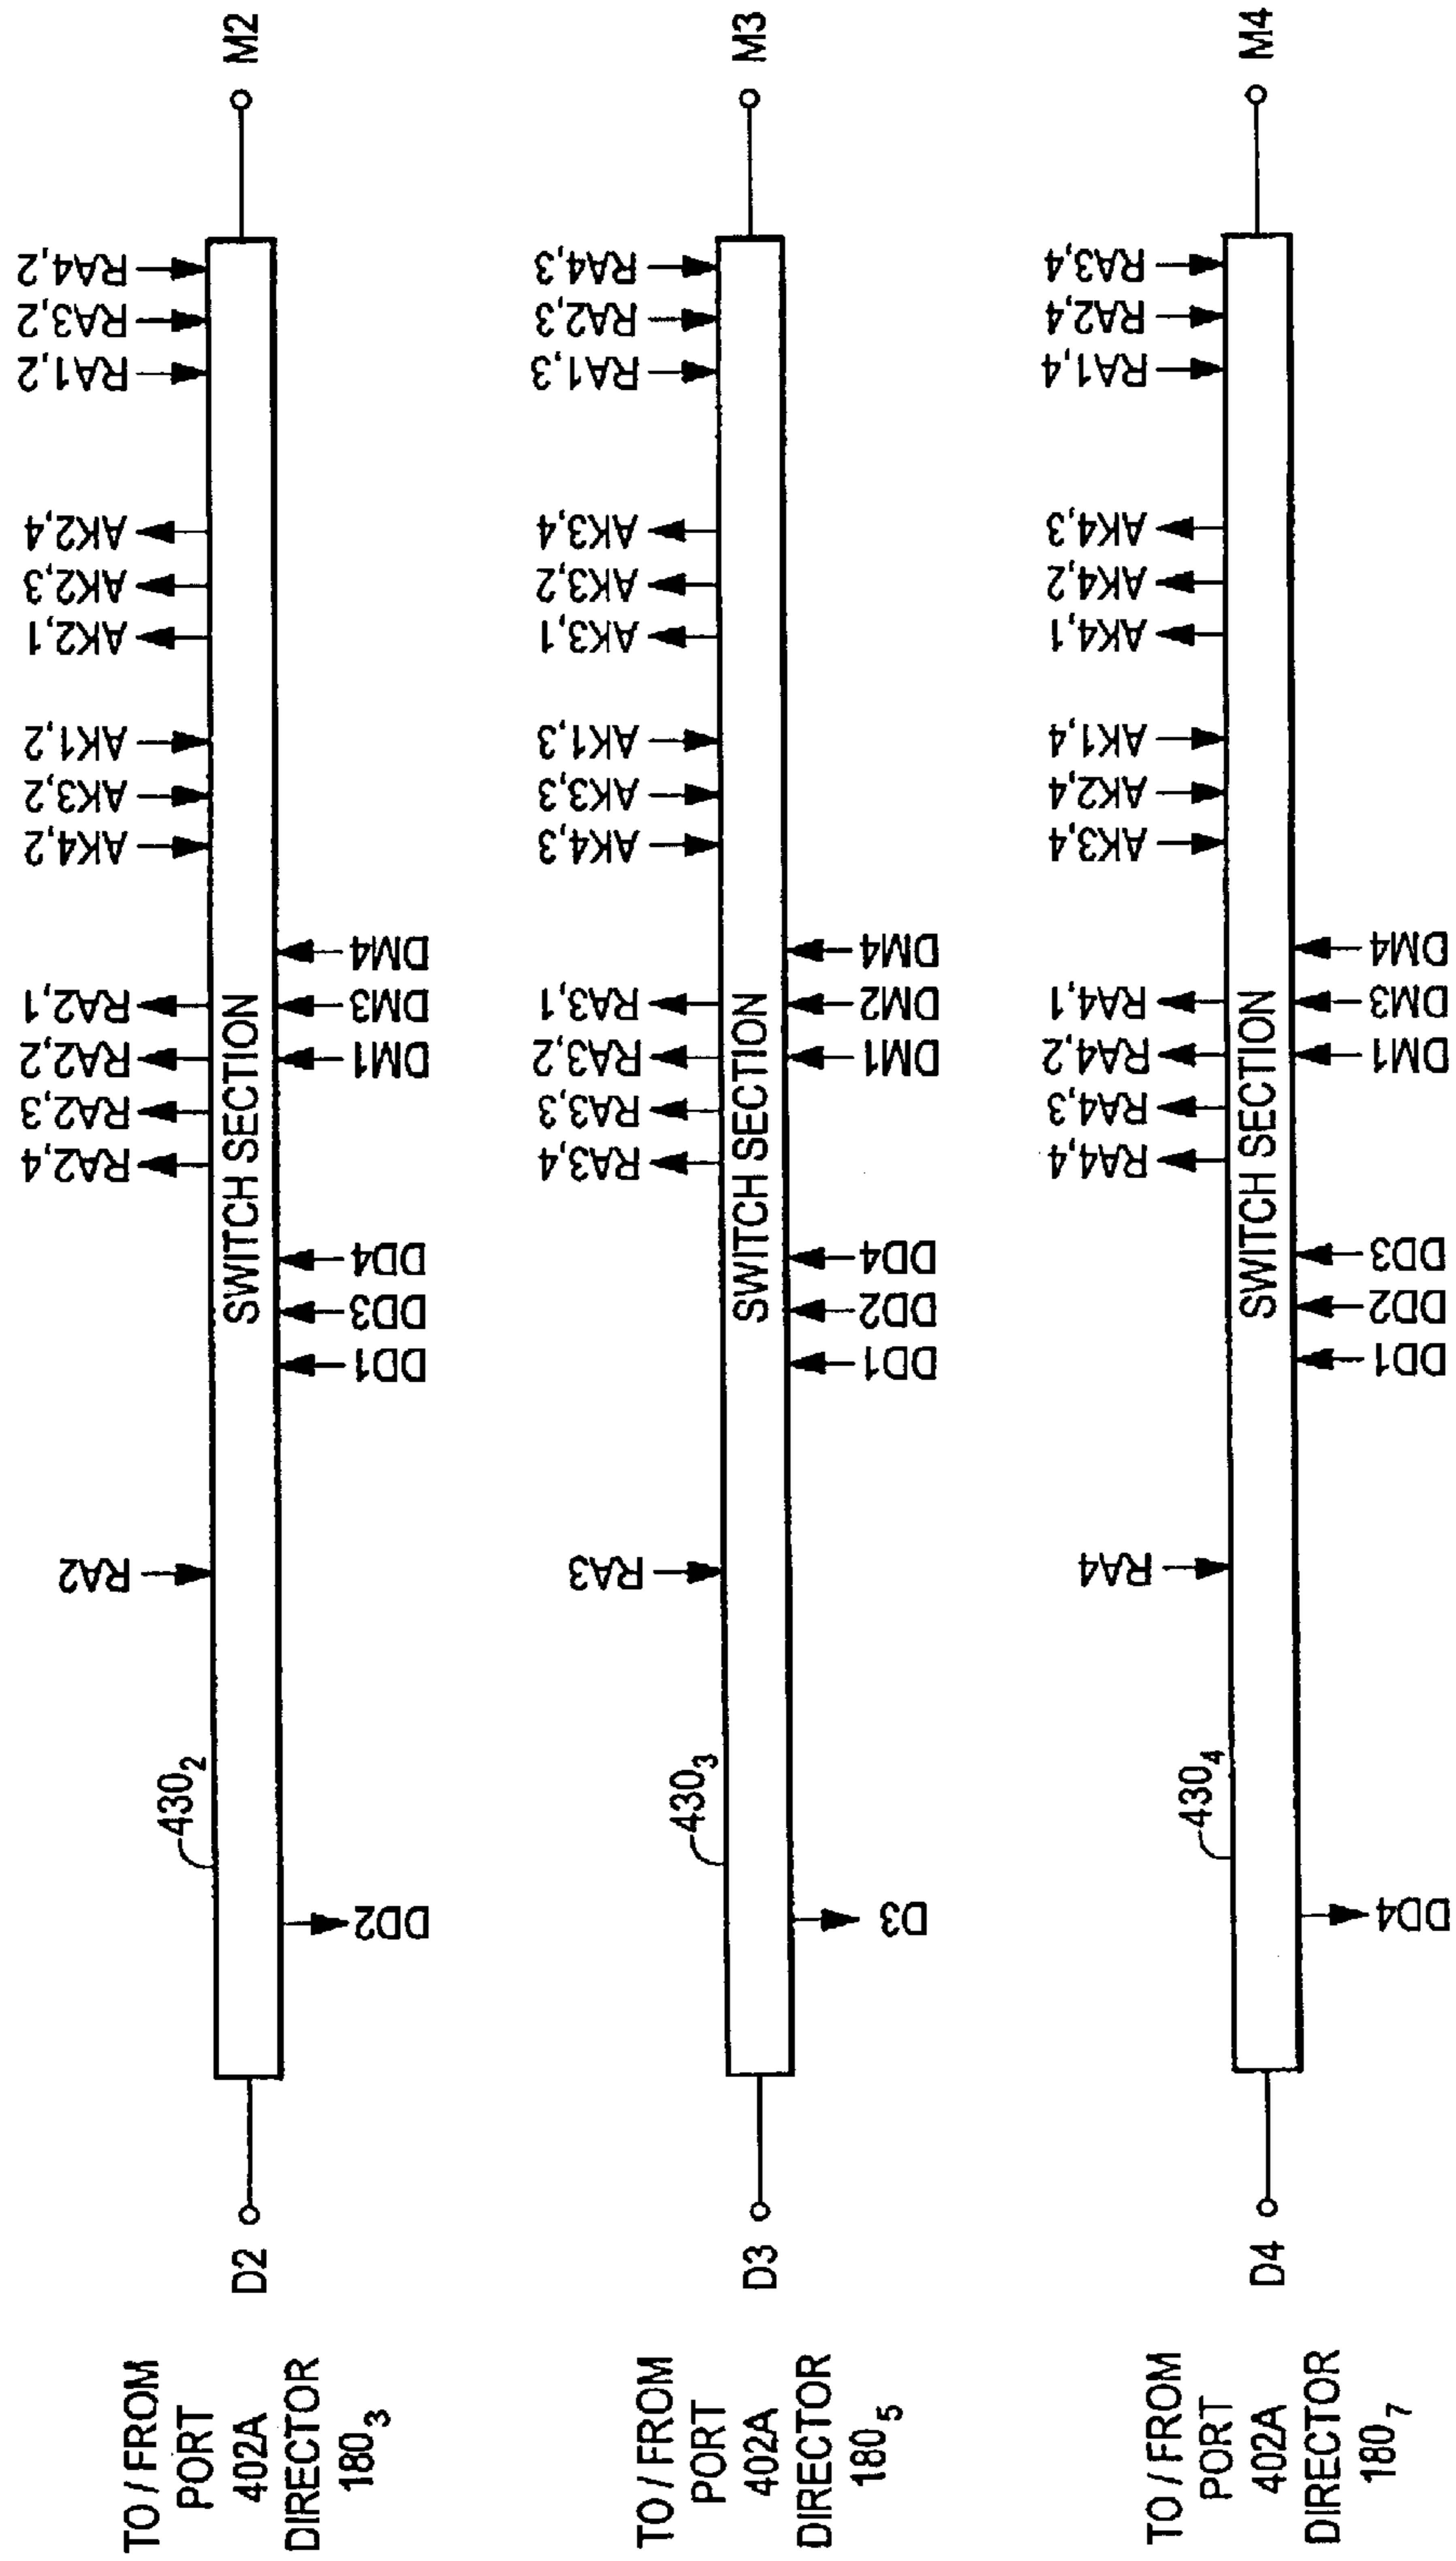 TO / FROM
PORT
402A
DIRECTOR
180₃
D2
430₂
DD2
RA2
DD1
DD3
DD4
SWITCH SECTION
RA2,4
RA2,3
RA2,2
RA2,1
DM1
DM3
DM4
AK4,2
AK3,2
AK1,2
AK2,1
AK2,3
AK2,4
RA1,2
RA3,2
RA4,2
M2
TO / FROM
PORT
402A
DIRECTOR
180₅
D3
430₃
D3
RA3
DD1
DD2
DD4
SWITCH SECTION
RA3,4
RA3,3
RA3,2
RA3,1
DM1
DM2
DM4
AK4,3
AK3,3
AK1,3
AK3,1
AK3,2
AK3,4
RA1,3
RA2,3
RA4,3
M3
TO / FROM
PORT
402A
DIRECTOR
180₇
D4
430₄
DD4
RA4
DD1
DD2
DD3
SWITCH SECTION
RA4,4
RA4,3
RA4,2
RA4,1
DM1
DM3
DM4
AK3,4
AK2,4
AK1,4
AK4,1
AK4,2
AK4,3
RA1,4
RA2,4
RA3,4
M4